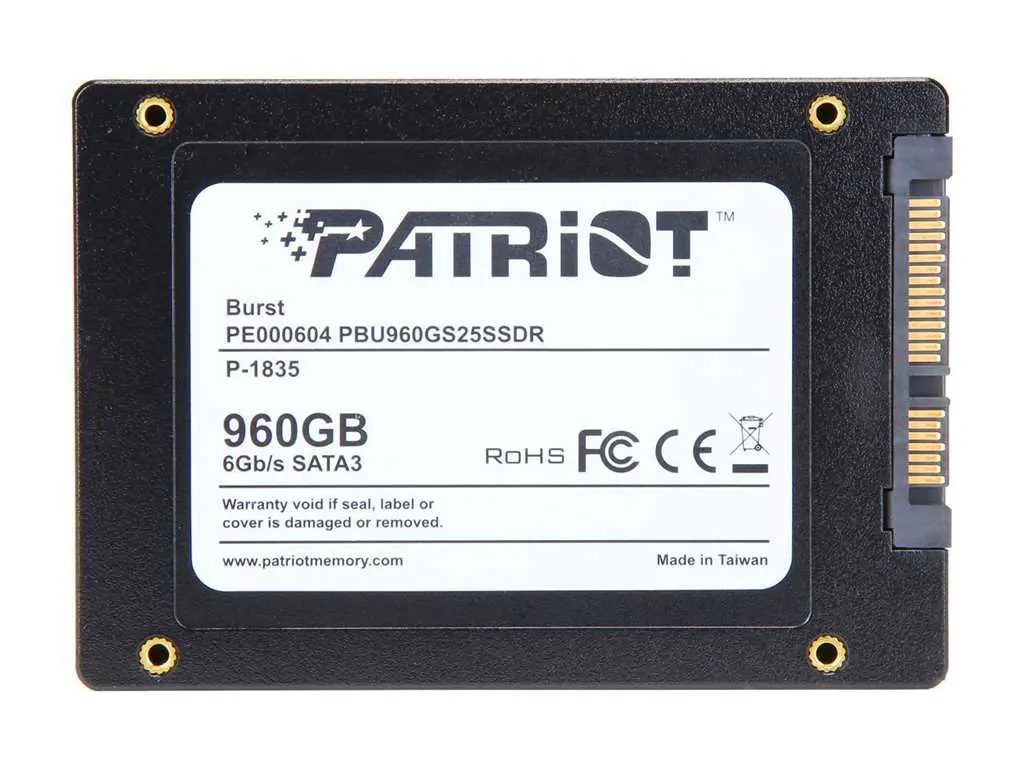 PATRiOT™
Burst
PE000604 PBU960GS25SSDR
P-1835
960GB
6Gb/s SATA3
RoHS FC CE
Warranty void if seal, label or
cover is damaged or removed.
www.patriotmemory.com
Made in Taiwan